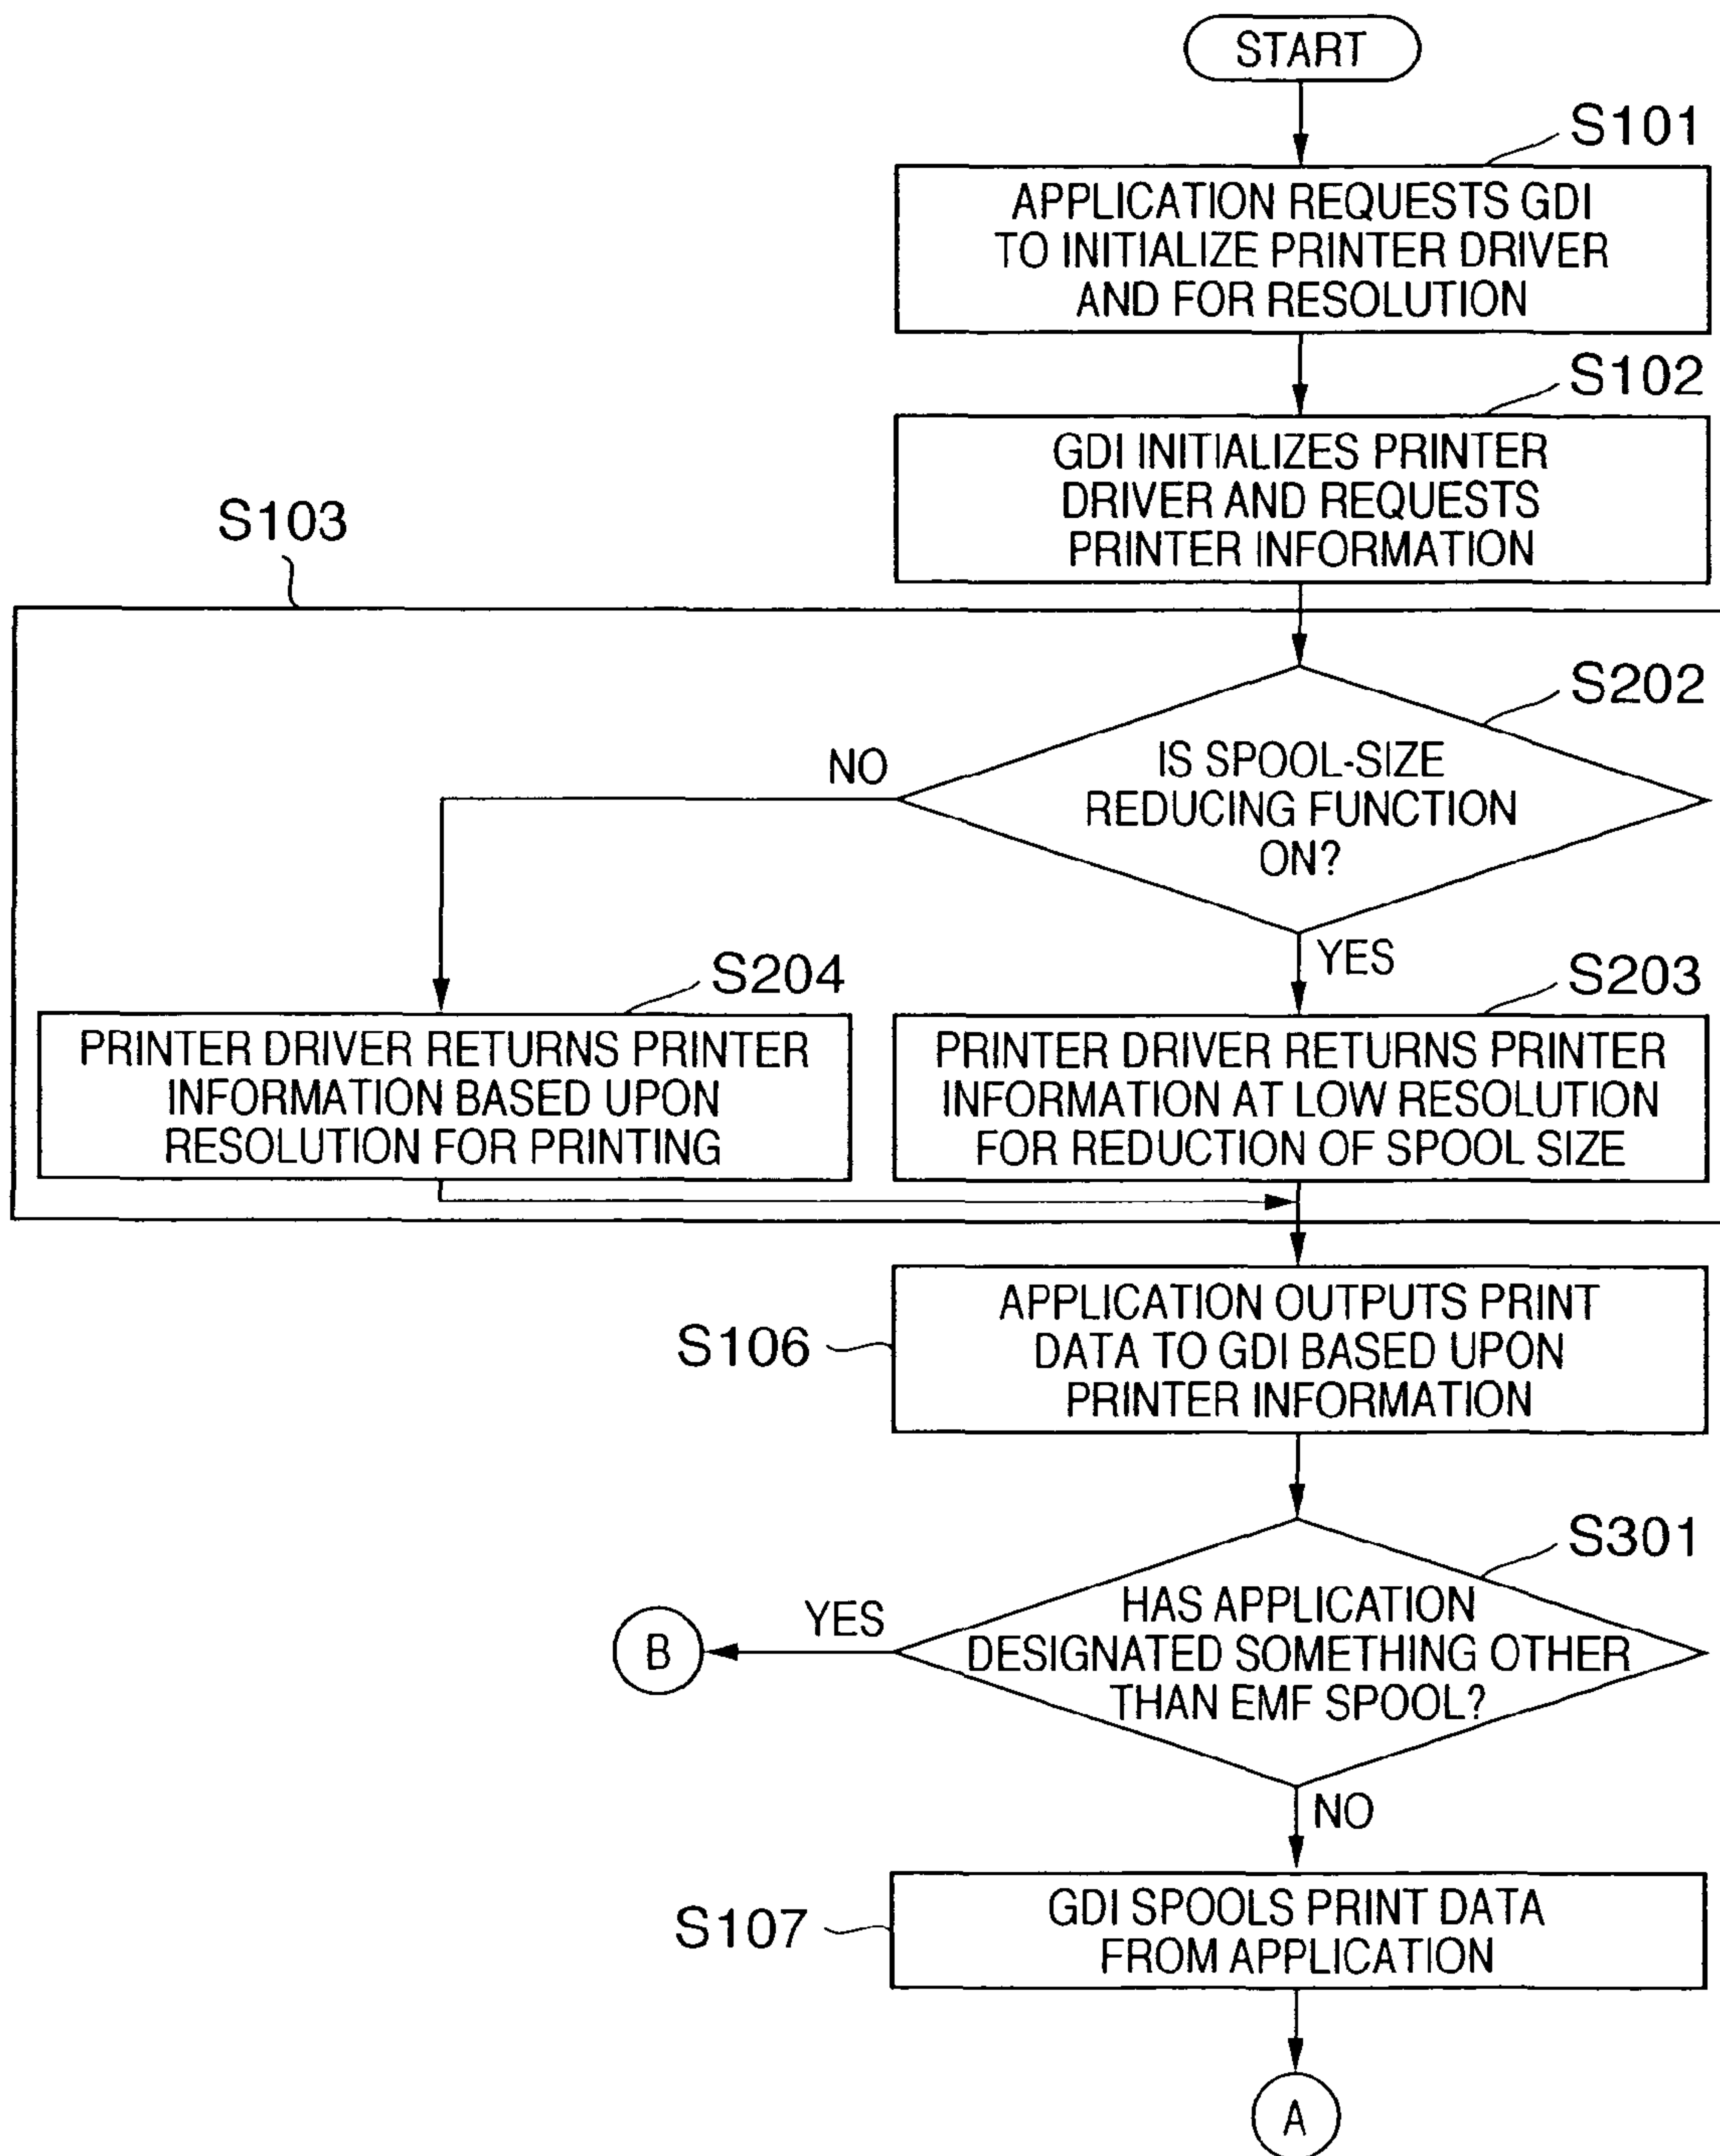 START
S101
APPLICATION REQUESTS GDI
TO INITIALIZE PRINTER DRIVER
AND FOR RESOLUTION
S102
GDI INITIALIZES PRINTER
DRIVER AND REQUESTS
PRINTER INFORMATION
S103
S202
IS SPOOL-SIZE
REDUCING FUNCTION
ON?
NO
YES
S204
PRINTER DRIVER RETURNS PRINTER
INFORMATION BASED UPON
RESOLUTION FOR PRINTING
S203
PRINTER DRIVER RETURNS PRINTER
INFORMATION AT LOW RESOLUTION
FOR REDUCTION OF SPOOL SIZE
S106
APPLICATION OUTPUTS PRINT
DATA TO GDI BASED UPON
PRINTER INFORMATION
S301
HAS APPLICATION
DESIGNATED SOMETHING OTHER
THAN EMF SPOOL?
YES
B
NO
S107
GDI SPOOLS PRINT DATA
FROM APPLICATION
A